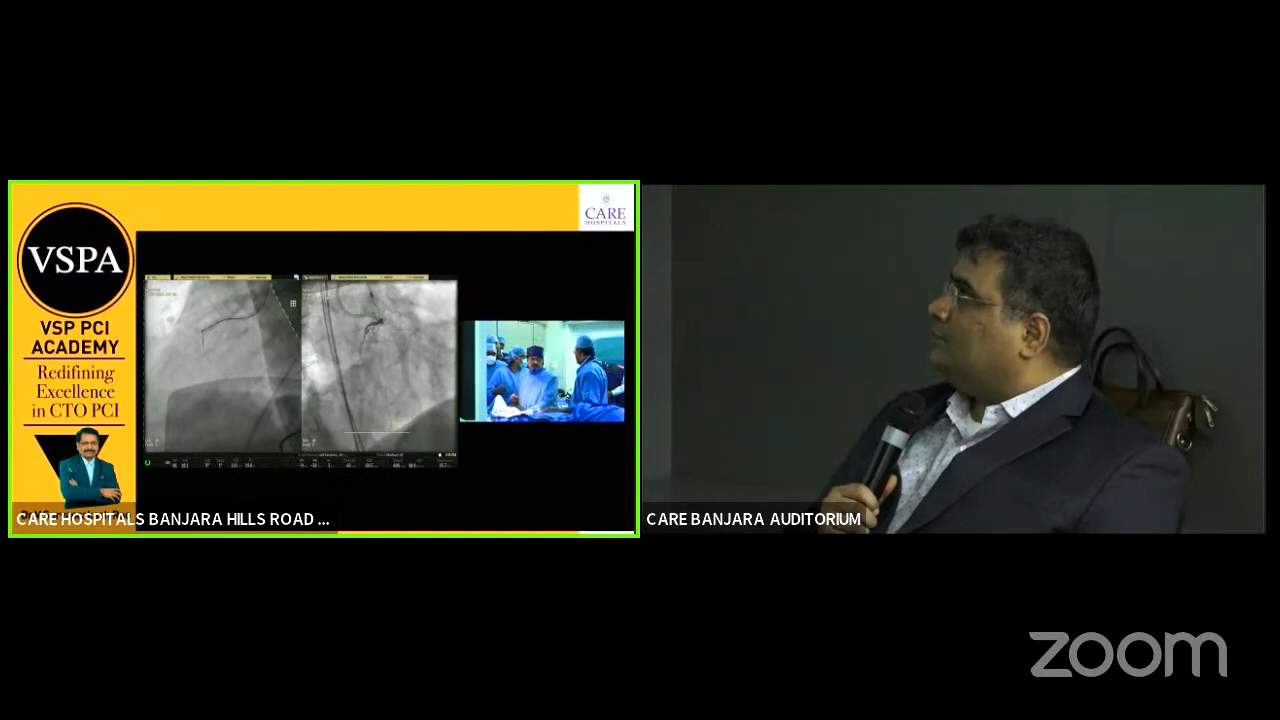 VSPA
VSP PCI
ACADEMY
Redifining
Excellence
in CTO PCI
CARE
HOSPITALS
CARE HOSPITALS BANJARA HILLS ROAD ...
CARE BANJARA AUDITORIUM
zoom